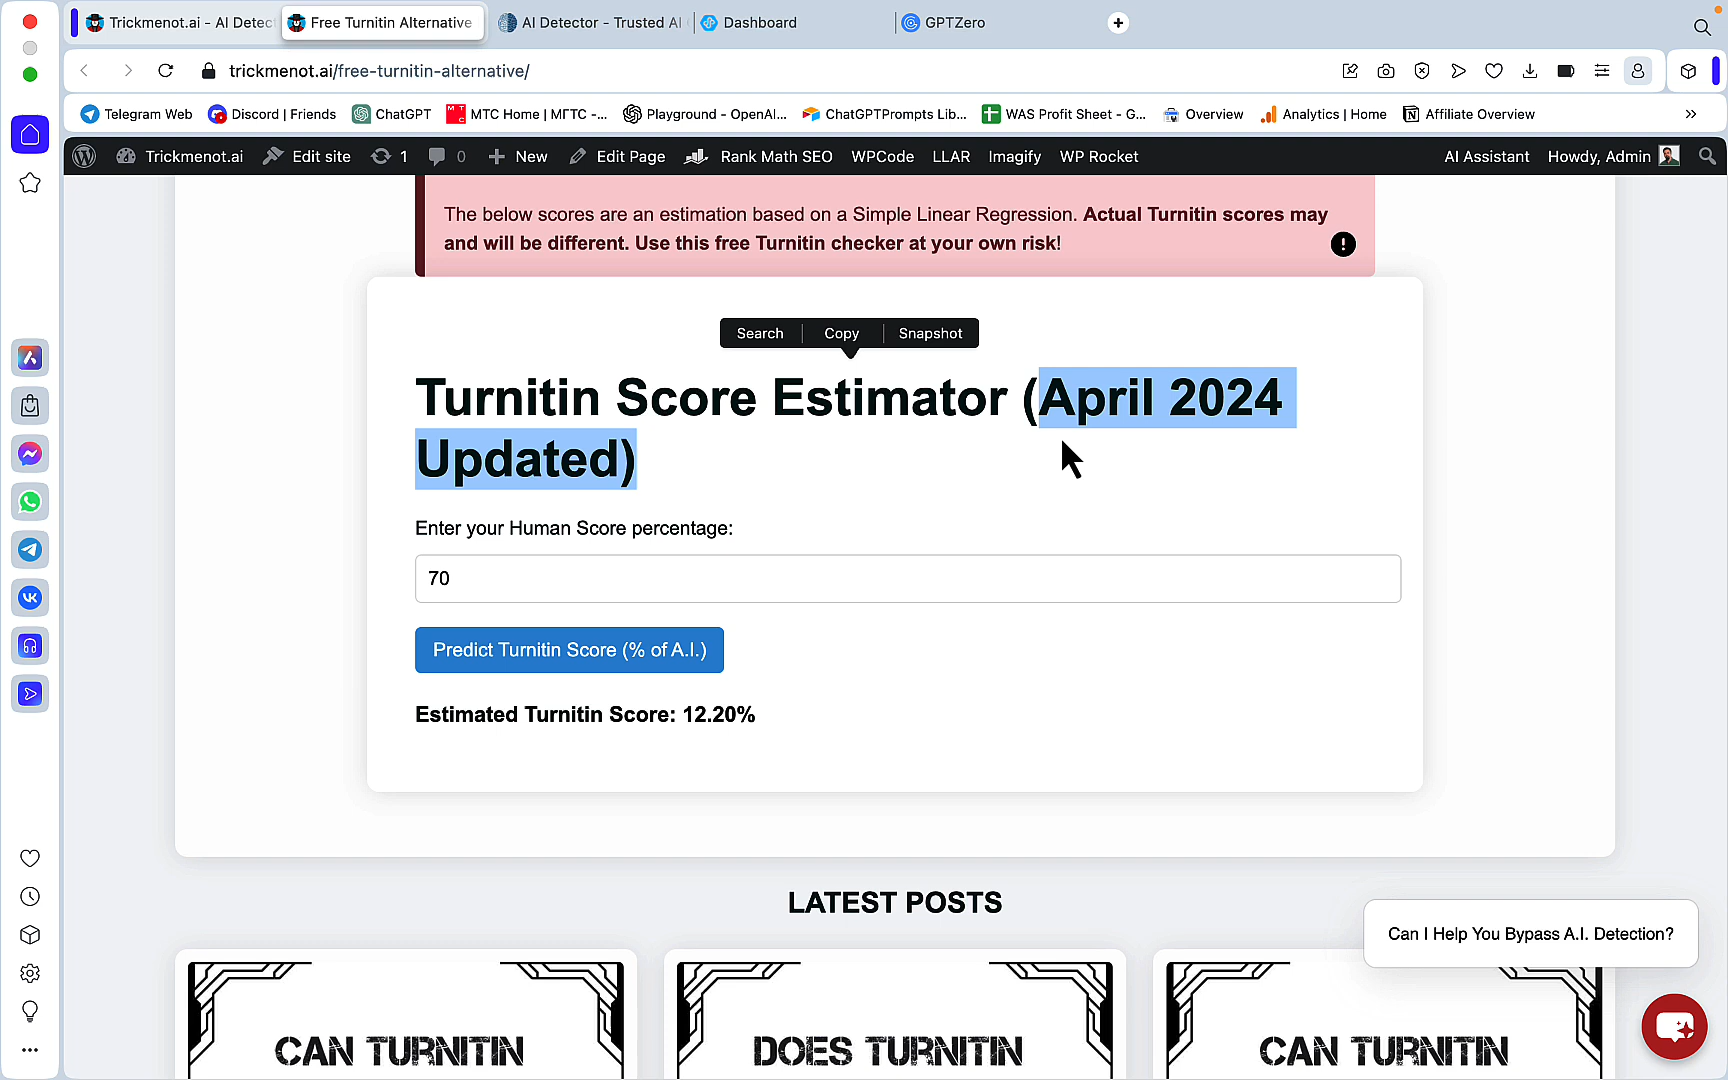 Trickmenot.ai - AI Detec
Free Turnitin Alternative
AI Detector - Trusted AI
Dashboard
GPTZero
trickmenot.ai/free-turnitin-alternative/
Telegram Web
Discord | Friends
ChatGPT
MTC Home | МГТС -...
Playground - OpenAI...
ChatGPTPrompts Lib...
WAS Profit Sheet - G...
Overview
Analytics | Home
Affiliate Overview
Trickmenot.ai
Edit site
1
0
New
Edit Page
Rank Math SEO
WPCode
LLAR
Imagify
WP Rocket
AI Assistant
Howdy, Admin
The below scores are an estimation based on a Simple Linear Regression. Actual Turnitin scores may
and will be different. Use this free Turnitin checker at your own risk!
Search
Copy
Snapshot
Turnitin Score Estimator (April 2024
Updated)
Enter your Human Score percentage:
70
Predict Turnitin Score (% of A.I.)
Estimated Turnitin Score: 12.20%
LATEST POSTS
Can I Help You Bypass A.I. Detection?
CAN TURNITIN
DOES TURNITIN
CAN TURNITIN